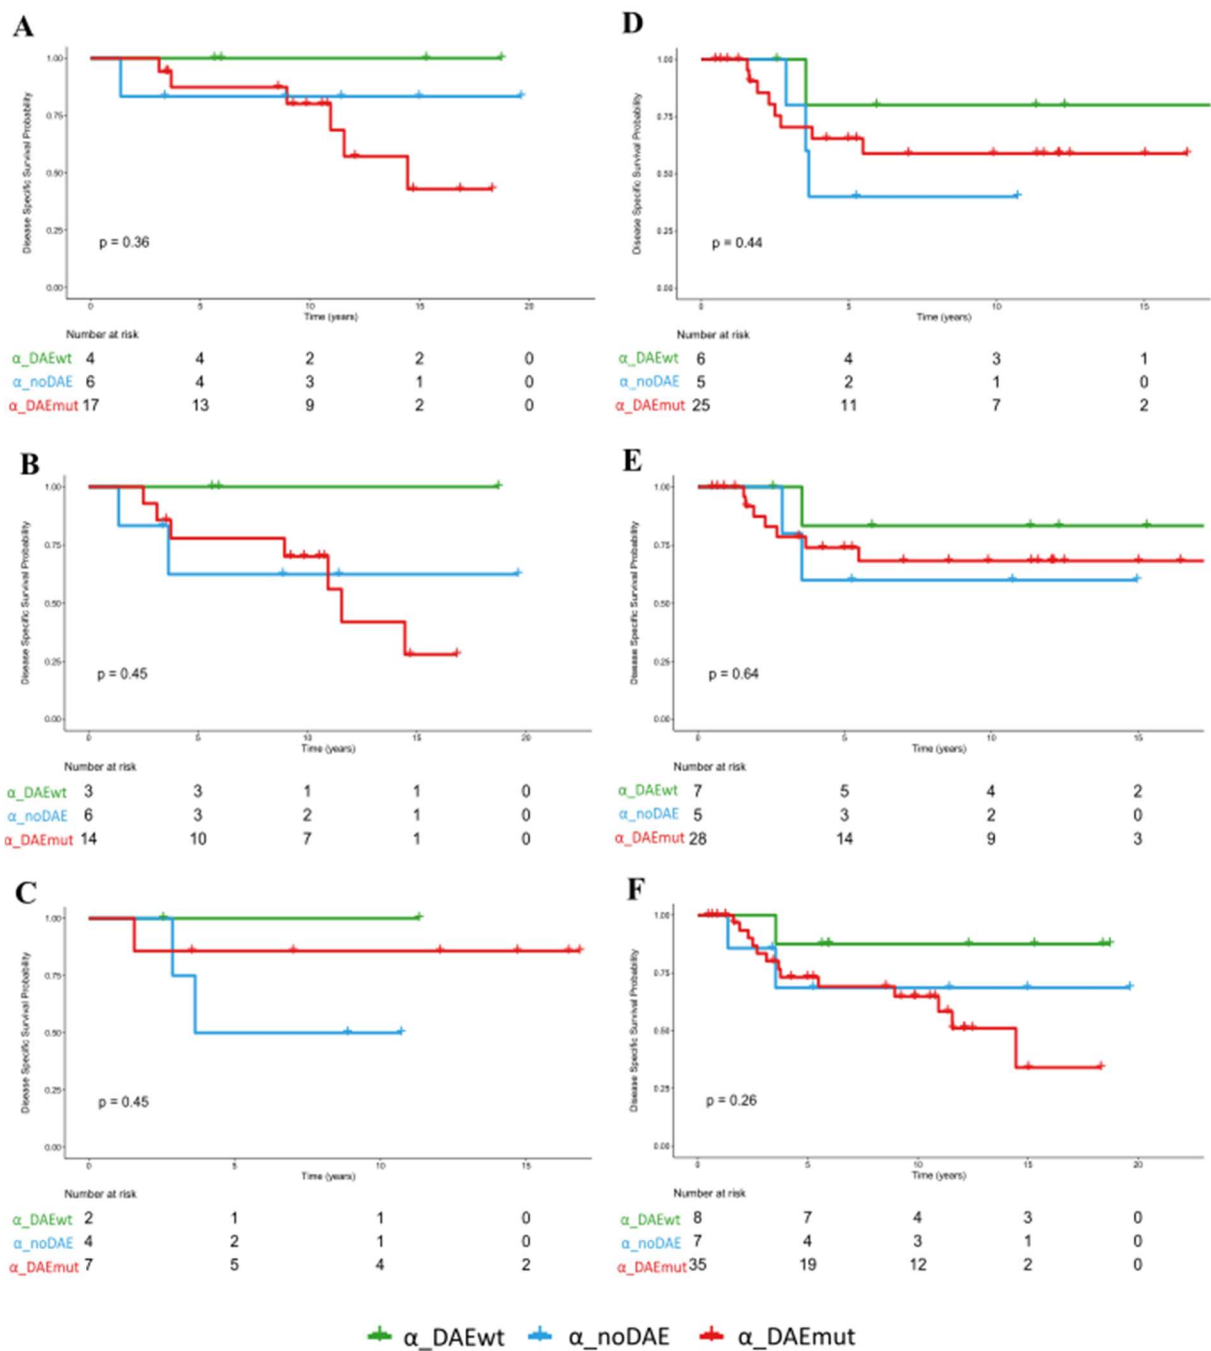 A
Disease Specific Survival Probability
1.00
0.75
0.50
0.25
0.00
p = 0.36
0 5 10 15 20
Time (years)
Number at risk
α_DAEwt 4 4 2 2 0
α_noDAE 6 4 3 1 0
α_DAEmut 17 13 9 2 0
D
Disease Specific Survival Probability
1.00
0.75
0.50
0.25
0.00
p = 0.44
0 5 10 15
Time (years)
Number at risk
α_DAEwt 6 4 3 1
α_noDAE 5 2 1 0
α_DAEmut 25 11 7 2
B
Disease Specific Survival Probability
1.00
0.75
0.50
0.25
0.00
p = 0.45
0 5 10 15 20
Time (years)
Number at risk
α_DAEwt 3 3 1 1 0
α_noDAE 6 3 2 1 0
α_DAEmut 14 10 7 1 0
E
Disease Specific Survival Probability
1.00
0.75
0.50
0.25
0.00
p = 0.64
0 5 10 15
Time (years)
Number at risk
α_DAEwt 7 5 4 2
α_noDAE 5 3 2 0
α_DAEmut 28 14 9 3
C
Disease Specific Survival Probability
1.00
0.75
0.50
0.25
0.00
p = 0.45
0 5 10 15
Time (years)
Number at risk
α_DAEwt 2 1 1 0
α_noDAE 4 2 1 0
α_DAEmut 7 5 4 2
F
Disease Specific Survival Probability
1.00
0.75
0.50
0.25
0.00
p = 0.26
0 5 10 15 20
Time (years)
Number at risk
α_DAEwt 8 7 4 3 0
α_noDAE 7 4 3 1 0
α_DAEmut 35 19 12 2 0
α_DAEwt α_noDAE α_DAEmut